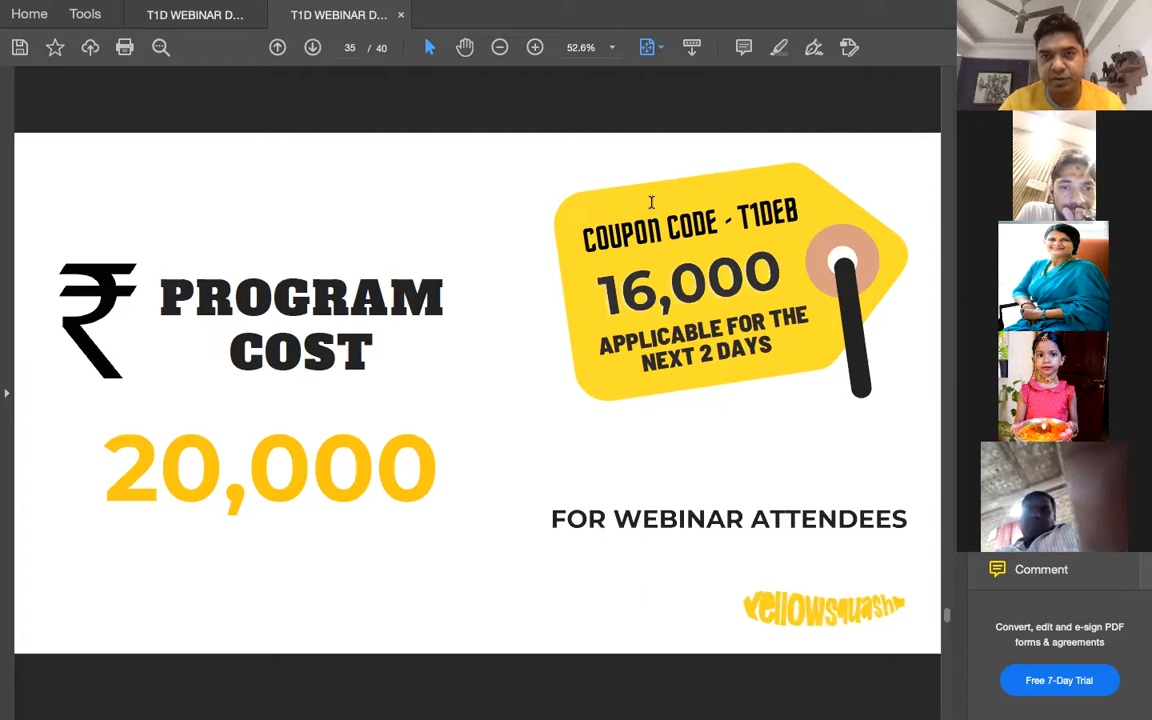 Home Tools T1D WEBINAR D... T1D WEBINAR D... ×
35 / 40 52.6%
COUPON CODE - T1DEB
16,000
APPLICABLE FOR THE
NEXT 2 DAYS
₹ PROGRAM
COST
20,000
FOR WEBINAR ATTENDEES
yellowsquash
Comment
Convert, edit and e-sign PDF
forms & agreements
Free 7-Day Trial